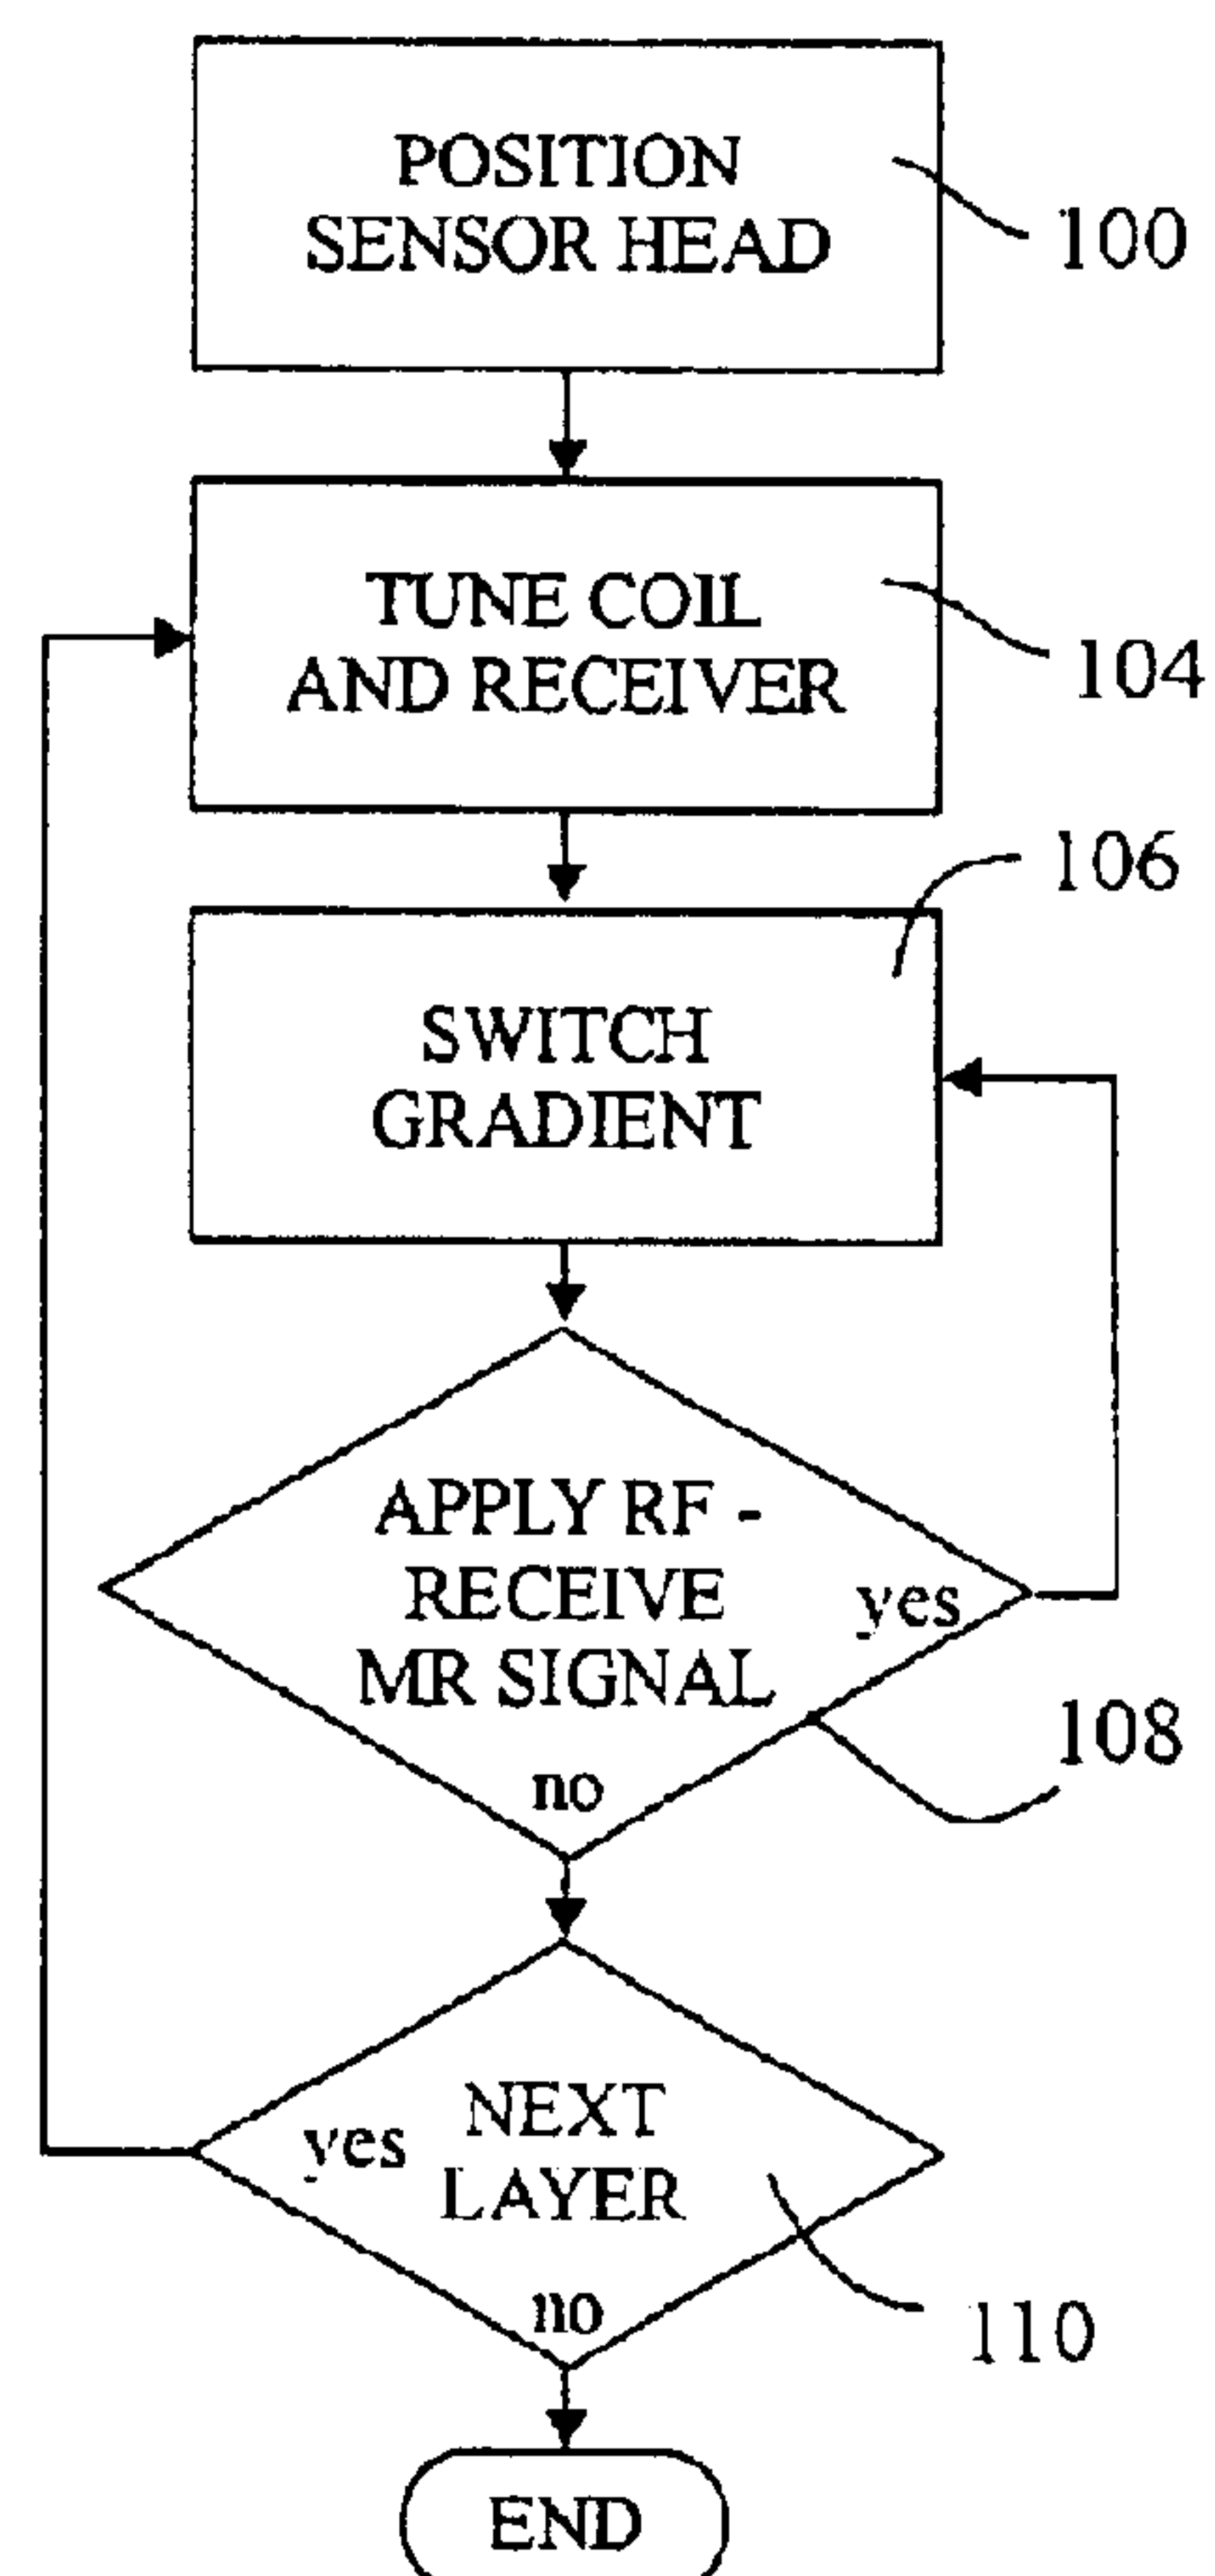 POSITION
SENSOR HEAD
100
TUNE COIL
AND RECEIVER
104
106
SWITCH
GRADIENT
APPLY RF -
RECEIVE
yes
MR SIGNAL
108
no
NEXT
yes
LAYER
no
110
END